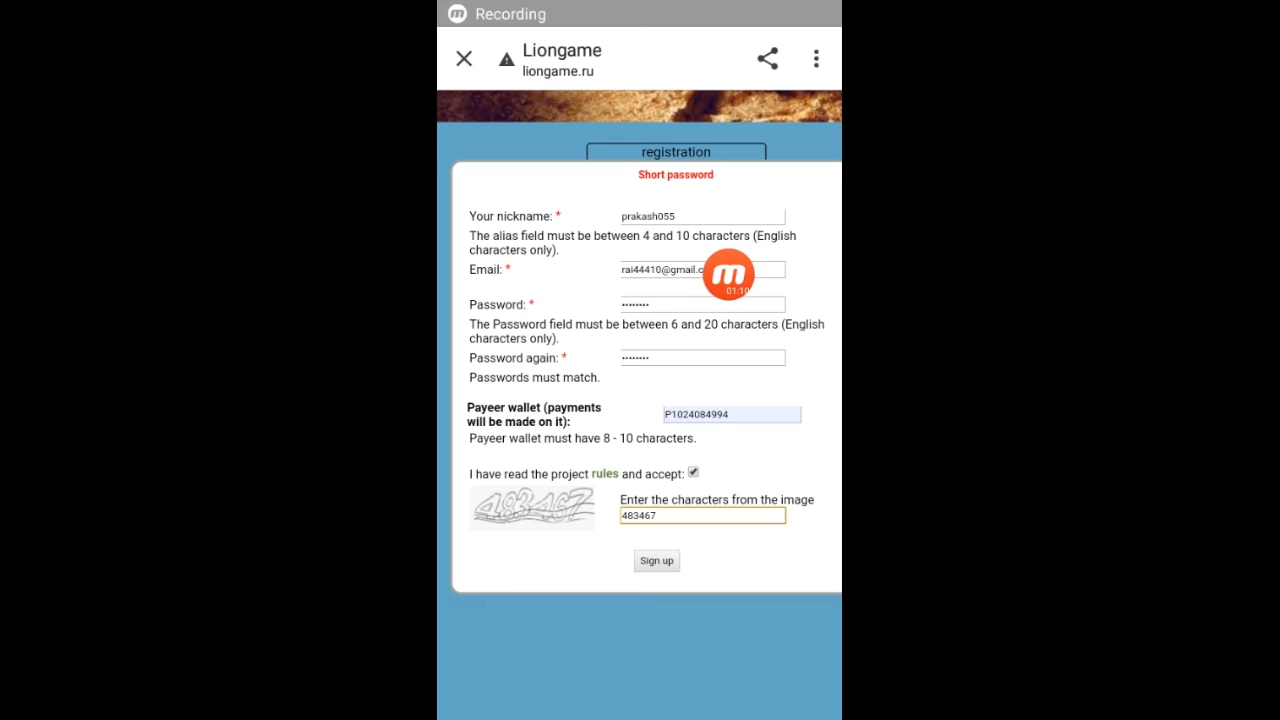 Recording
Liongame
liongame.ru
registration
Short password
Your nickname: * prakash055
The alias field must be between 4 and 10 characters (English
characters only).
Email: * rai44410@gmail.c
01:10
Password: * ••••••••
The Password field must be between 6 and 20 characters (English
characters only).
Password again: * ••••••••
Passwords must match.
Payeer wallet (payments
will be made on it): P1024084994
Payeer wallet must have 8 - 10 characters.
I have read the project rules and accept:
483467 Enter the characters from the image
483467
Sign up